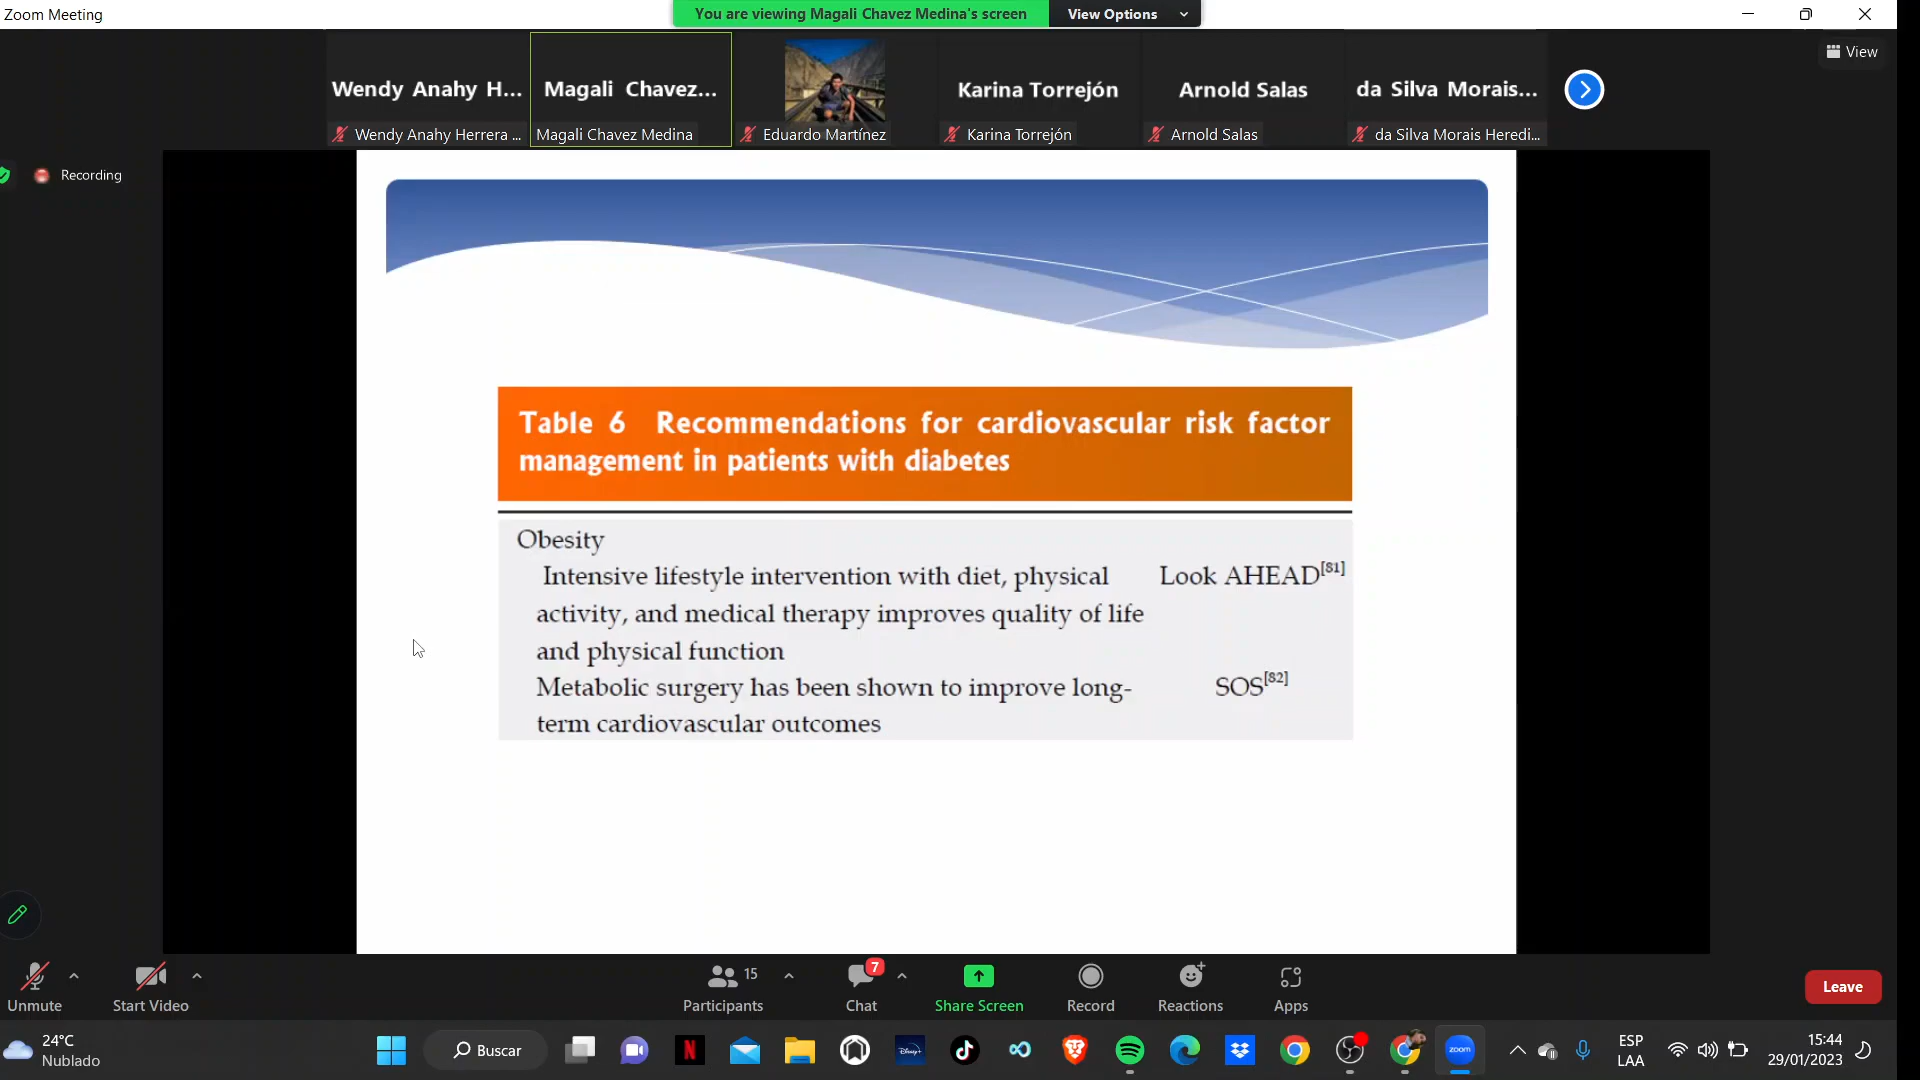 Zoom Meeting
You are viewing Magali Chavez Medina's screen
View Options
View
Wendy Anahy H...
Magali Chavez...
Karina Torrejón
Arnold Salas
da Silva Morais...
Wendy Anahy Herrera ...
Magali Chavez Medina
Eduardo Martínez
Karina Torrejón
Arnold Salas
da Silva Morais Heredi...
Recording
Table 6 Recommendations for cardiovascular risk factor
management in patients with diabetes
Obesity
Intensive lifestyle intervention with diet, physical Look AHEAD[81]
activity, and medical therapy improves quality of life
and physical function
Metabolic surgery has been shown to improve long- SOS[82]
term cardiovascular outcomes
Unmute
Start Video
15
Participants
7
Chat
Share Screen
Record
Reactions
Apps
Leave
24°C
Nublado
Buscar
N
Disney+
zoom
ESP
LAA
15:44
29/01/2023